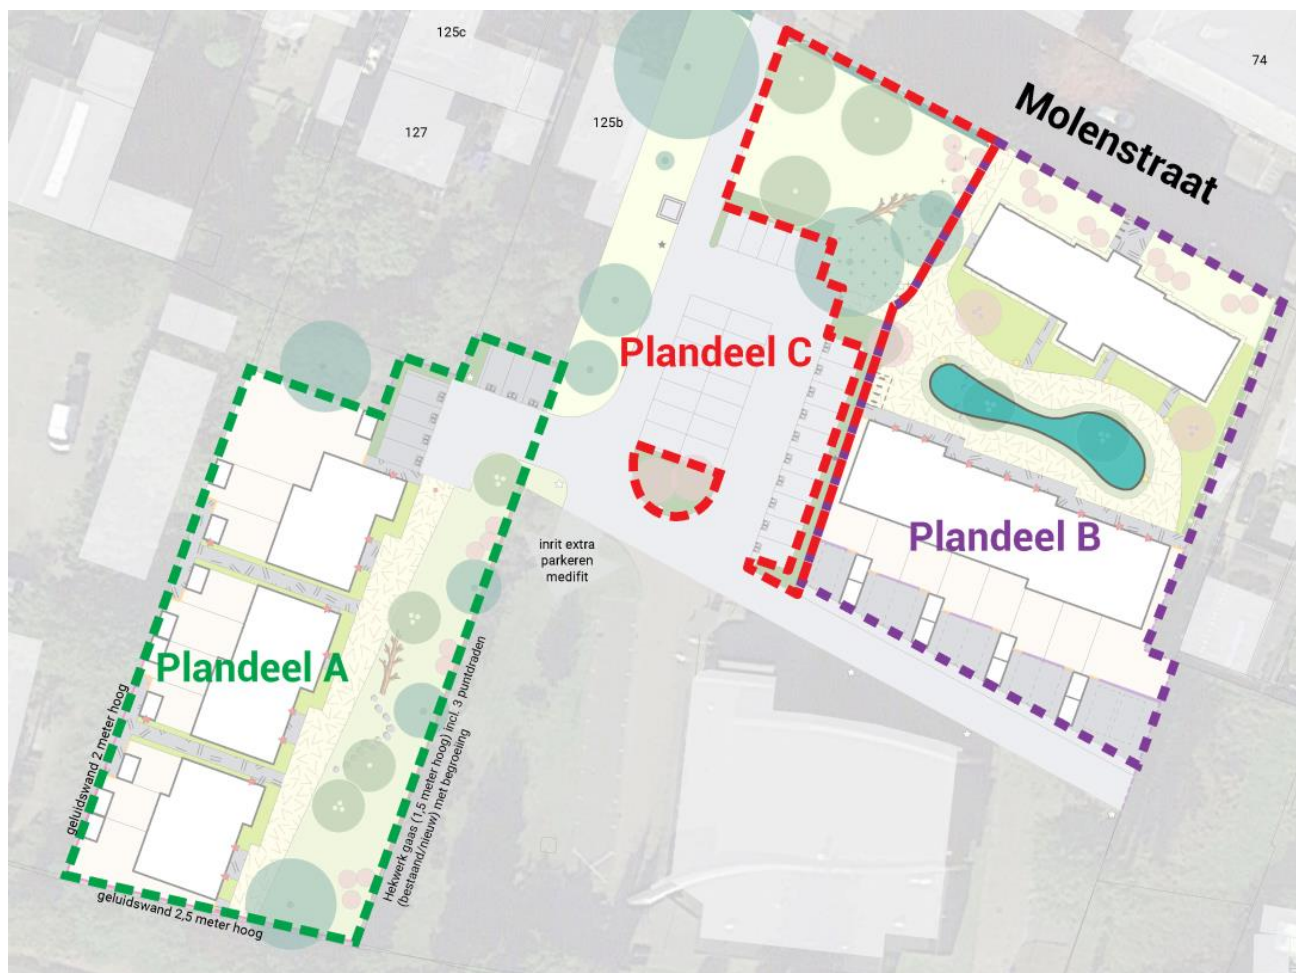 125c
74
127
125b
Molenstraat
Plandeel C
Plandeel B
inrit extra
parkeren
medifit
Plandeel A
geluidswand 2 meter hoog
Hekwerk gaas (1,5 meter hoog) incl. 3 puntdraden
(bestaand/nieuw) met begroeiing
geluidswand 2,5 meter hoog